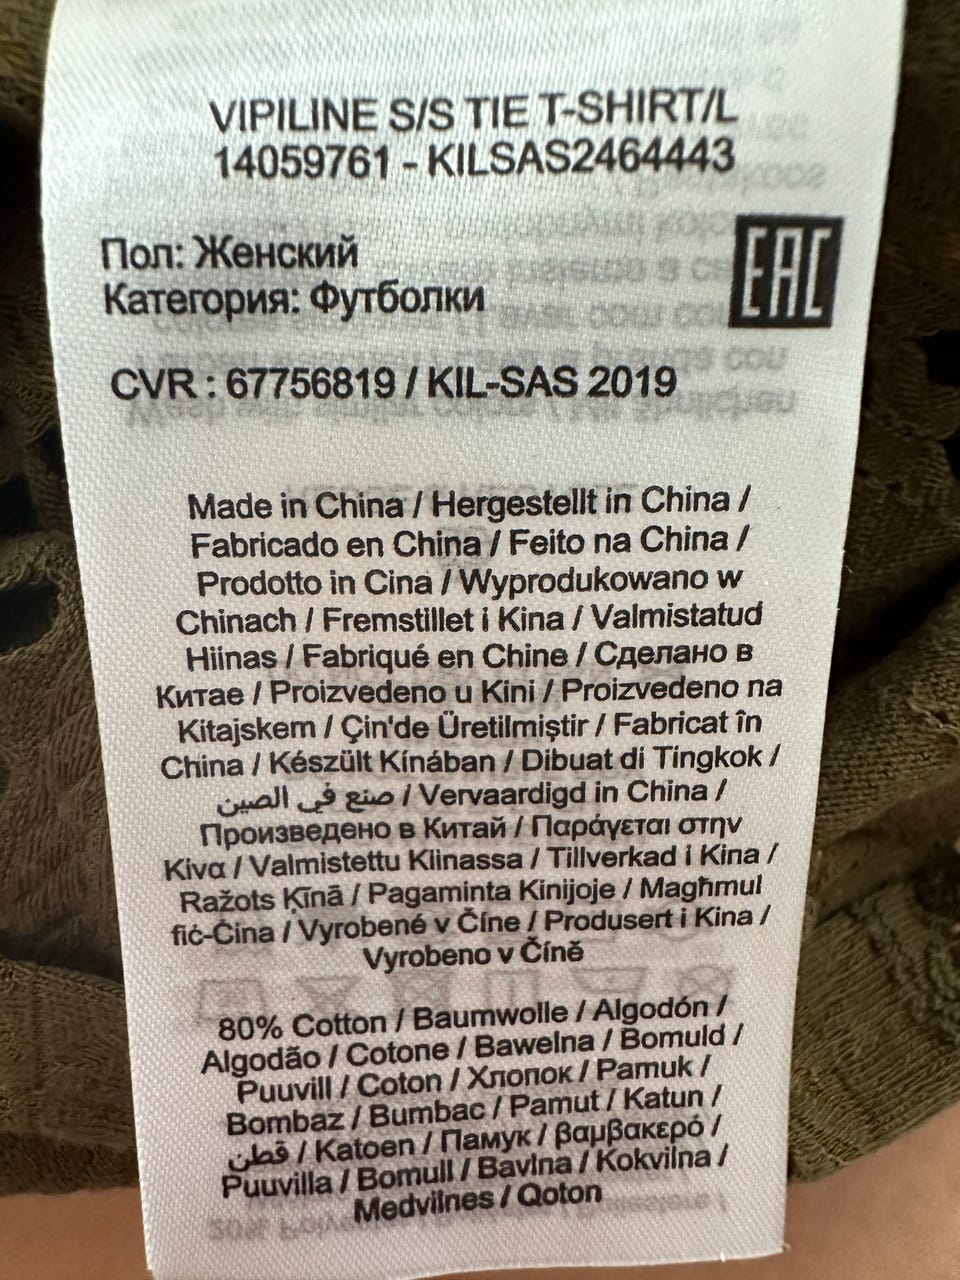 VIPILINE S/S TIE T-SHIRT/L
14059761 - KILSAS2464443
Пол: Женский
Категория: Футболки
EAC
CVR : 67756819 / KIL-SAS 2019
Made in China / Hergestellt in China /
Fabricado en China / Feito na China /
Prodotto in Cina / Wyprodukowano w
Chinach / Fremstillet i Kina / Valmistatud
Hiinas / Fabriqué en Chine / Сделано в
Китае / Proizvedeno u Kini / Proizvedeno na
Kitajskem / Çin'de Üretilmiştir / Fabricat în
China / Készült Kínában / Dibuat di Tingkok /
صنع في الصين / Vervaardigd in China /
Произведено в Китай / Παράγεται στην
Κίνα / Valmistettu Kiinassa / Tillverkad i Kina /
Ražots Ķīnā / Pagaminta Kinijoje / Magħmul
fiċ-Ċina / Vyrobené v Číne / Produsert i Kina /
Vyrobeno v Číně
80% Cotton / Baumwolle / Algodón /
Algodão / Cotone / Bawełna / Bomuld /
Puuvill / Coton / Хлопок / Pamuk /
Bombaz / Bumbac / Pamut / Katun /
قطن / Katoen / Памук / βαμβακερό /
Puuvilla / Bomull / Bavlna / Kokvilna /
Medvilnes / Qoton